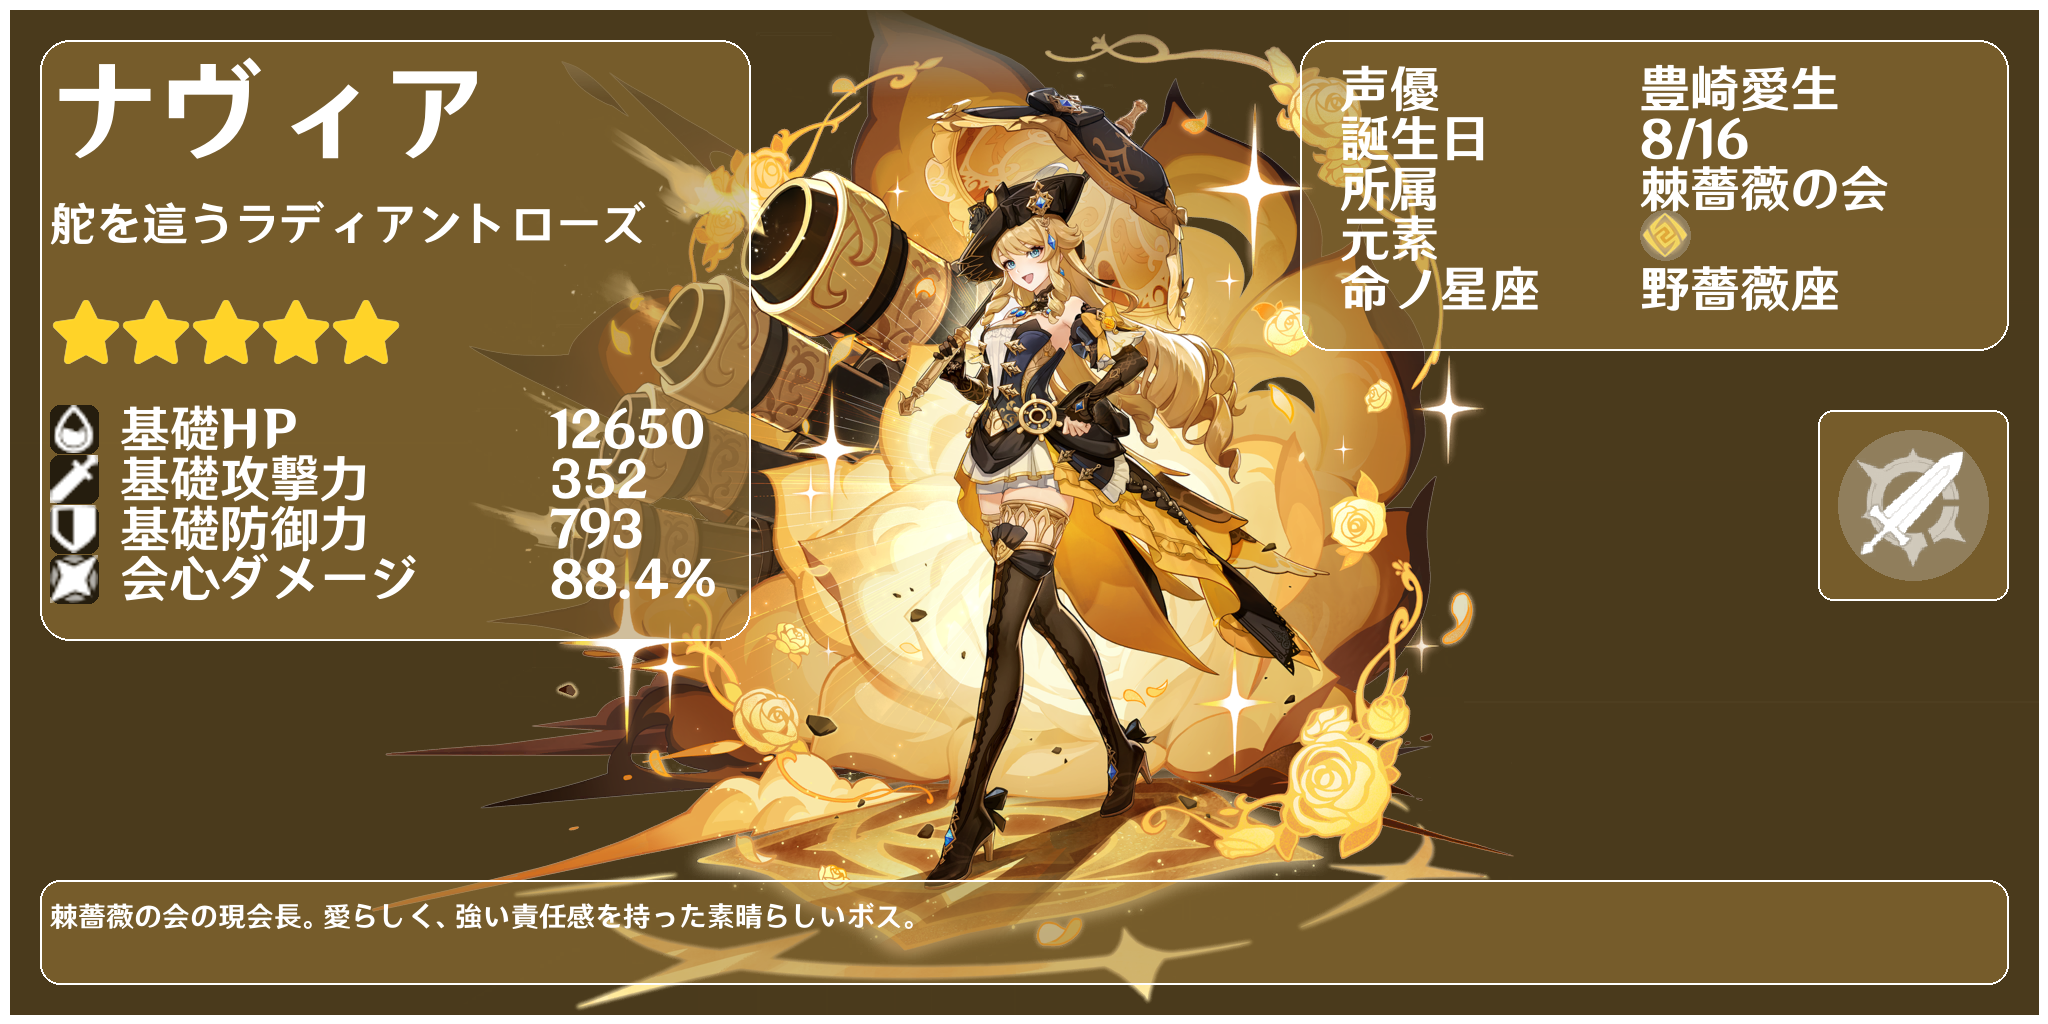 ナヴィア
舵を這うラディアントローズ
基礎HP 12650
基礎攻撃力 352
基礎防御力 793
会心ダメージ 88.4%
声優 豊崎愛生
誕生日 8/16
所属 棘薔薇の会
元素
命ノ星座 野薔薇座
棘薔薇の会の現会長。愛らしく、強い責任感を持った素晴らしいボス。